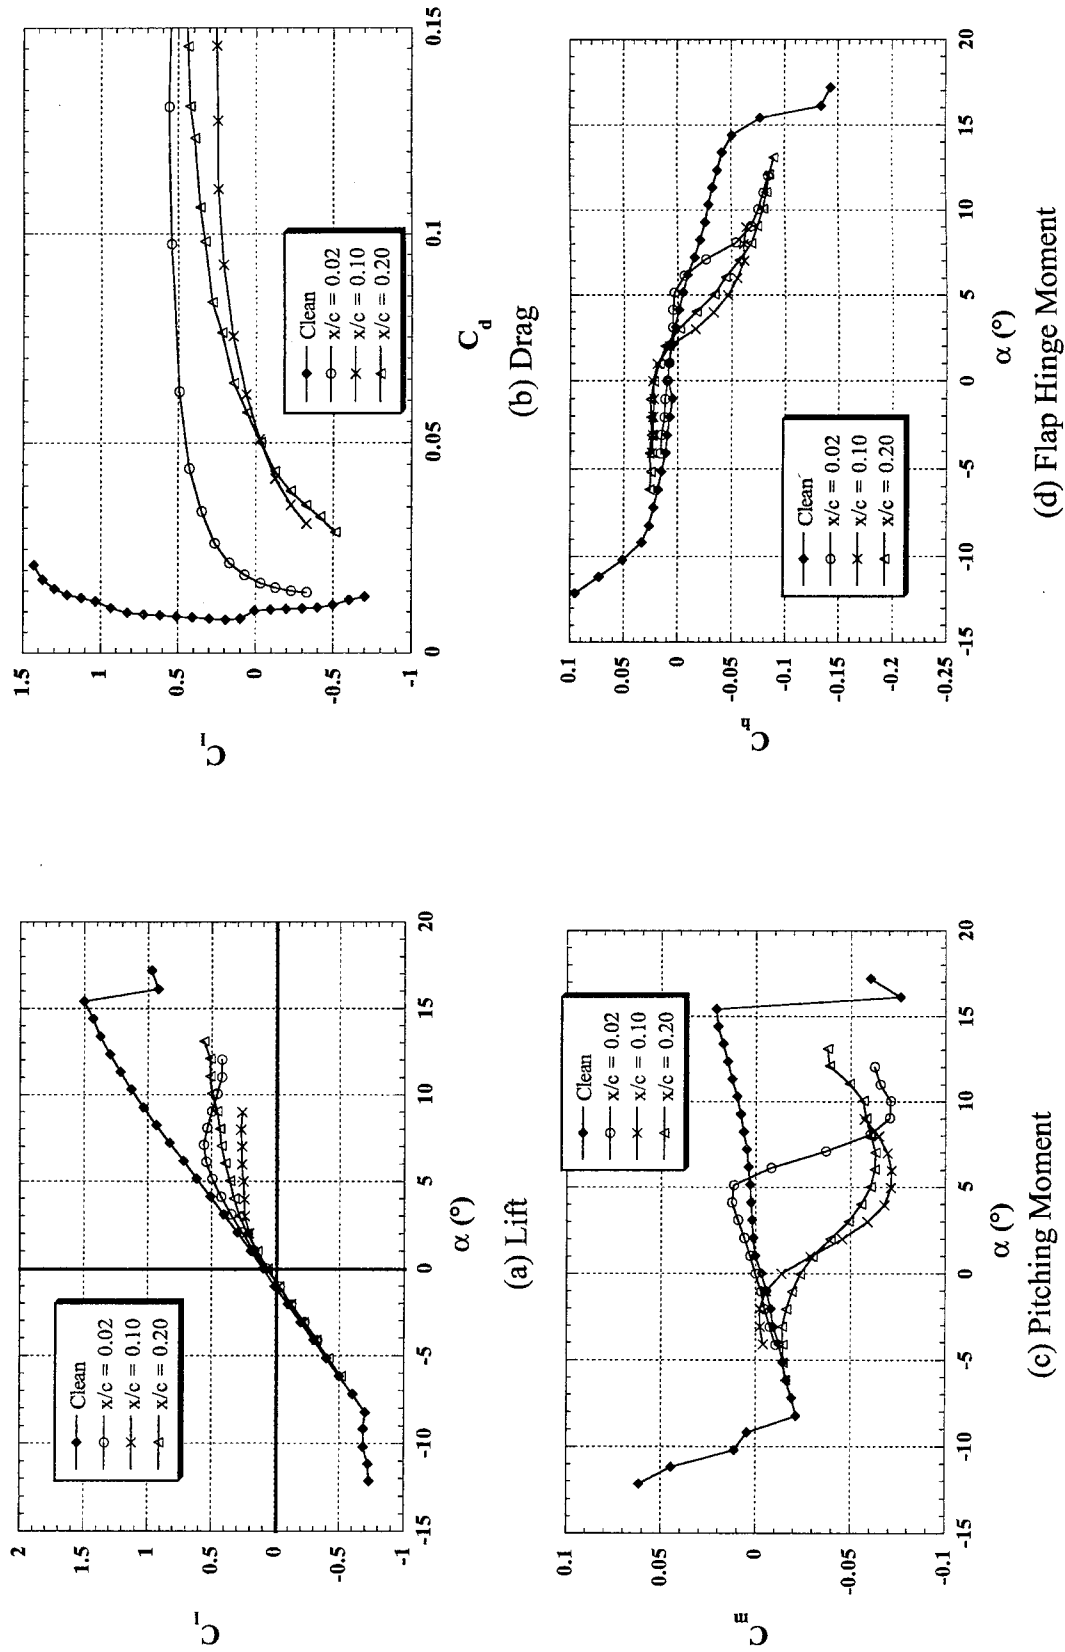 2
1.5
1
0.5
0
-0.5
-1
C_l
-15
-10
-5
0
5
10
15
20
α (°)
Clean
x/c = 0.02
x/c = 0.10
x/c = 0.20
(a) Lift
1.5
1
0.5
0
-0.5
-1
C_l
0
0.05
0.1
0.15
C_d
Clean
x/c = 0.02
x/c = 0.10
x/c = 0.20
(b) Drag
0.1
0.05
0
-0.05
-0.1
C_m
-15
-10
-5
0
5
10
15
20
α (°)
Clean
x/c = 0.02
x/c = 0.10
x/c = 0.20
(c) Pitching Moment
0.1
0.05
0
-0.05
-0.1
-0.15
-0.2
-0.25
C_h
-15
-10
-5
0
5
10
15
20
α (°)
Clean
x/c = 0.02
x/c = 0.10
x/c = 0.20
(d) Flap Hinge Moment